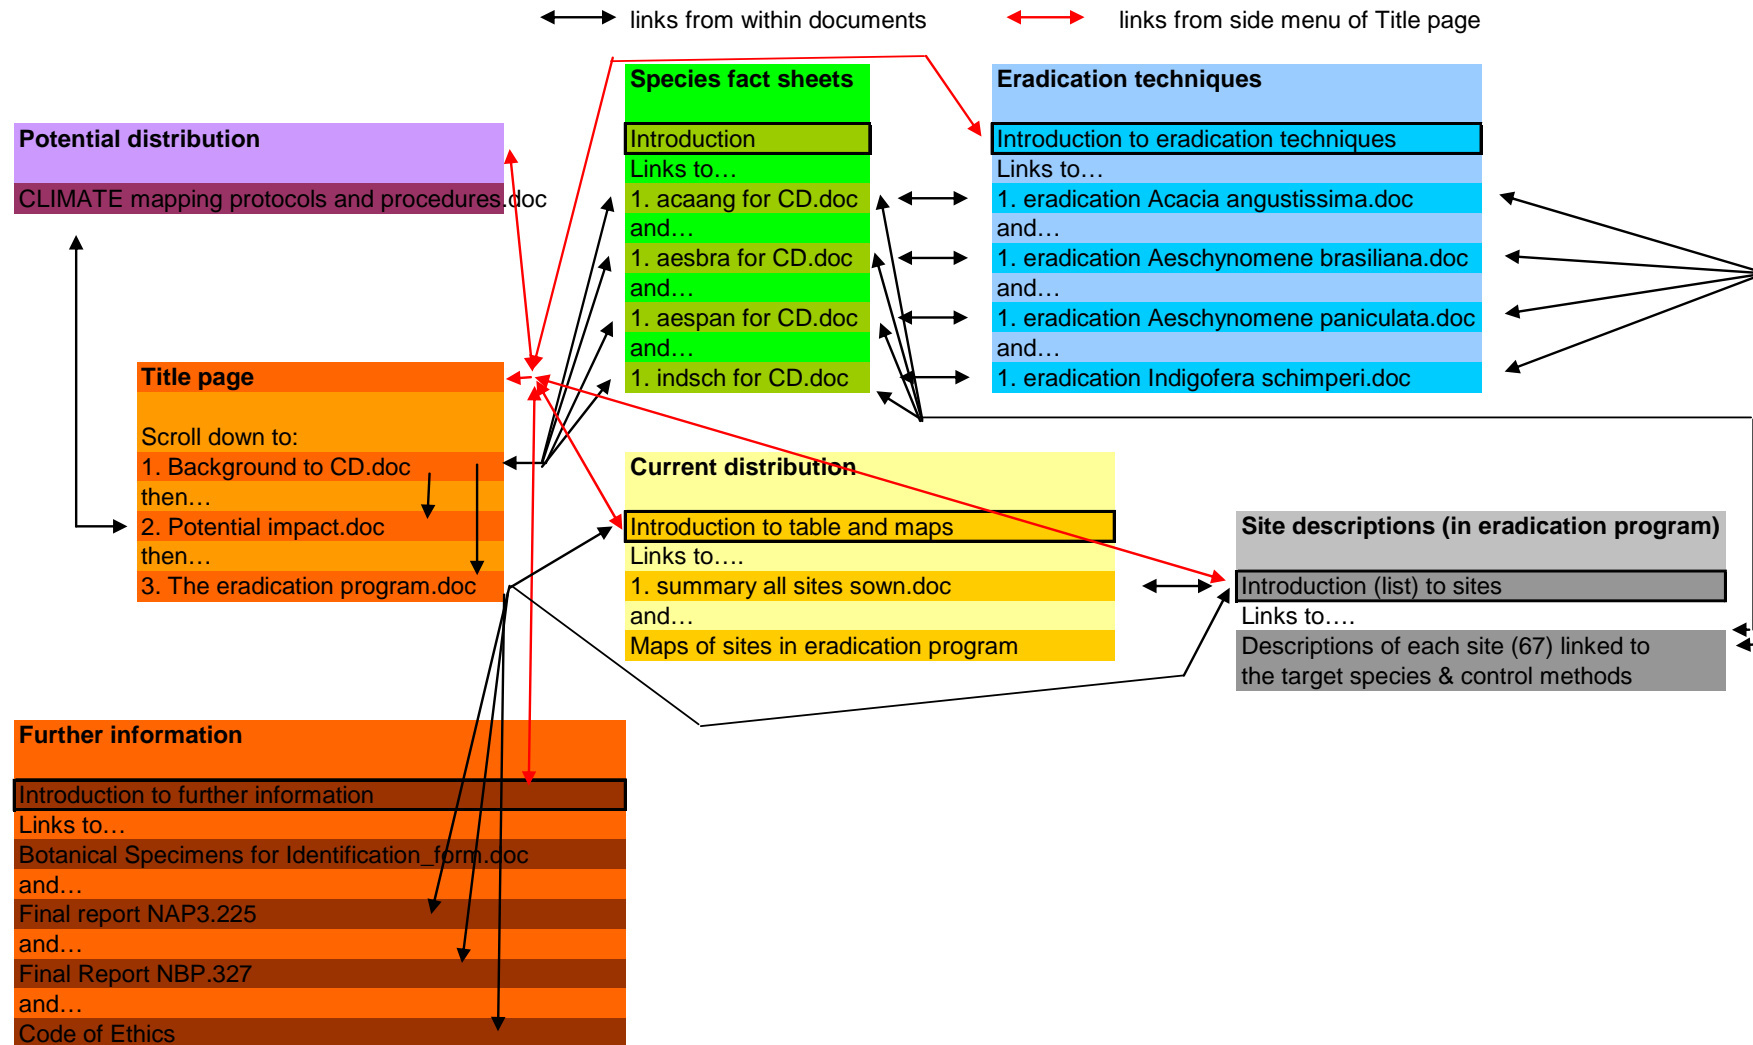 links from within documents
links from side menu of Title page
Species fact sheets
Introduction
Links to…
1. acaang for CD.doc
and…
1. aesbra for CD.doc
and…
1. aespan for CD.doc
and…
1. indsch for CD.doc
Eradication techniques
Introduction to eradication techniques
Links to…
1. eradication Acacia angustissima.doc
and…
1. eradication Aeschynomene brasiliana.doc
and…
1. eradication Aeschynomene paniculata.doc
and…
1. eradication Indigofera schimperi.doc
Potential distribution
CLIMATE mapping protocols and procedures.doc
Title page
Scroll down to:
1. Background to CD.doc
then…
2. Potential impact.doc
then…
3. The eradication program.doc
Current distribution
Introduction to table and maps
Links to….
1. summary all sites sown.doc
and…
Maps of sites in eradication program
Site descriptions (in eradication program)
Introduction (list) to sites
Links to….
Descriptions of each site (67) linked to
the target species & control methods
Further information
Introduction to further information
Links to…
Botanical Specimens for Identification_form.doc
and…
Final report NAP3.225
and…
Final Report NBP.327
and…
Code of Ethics